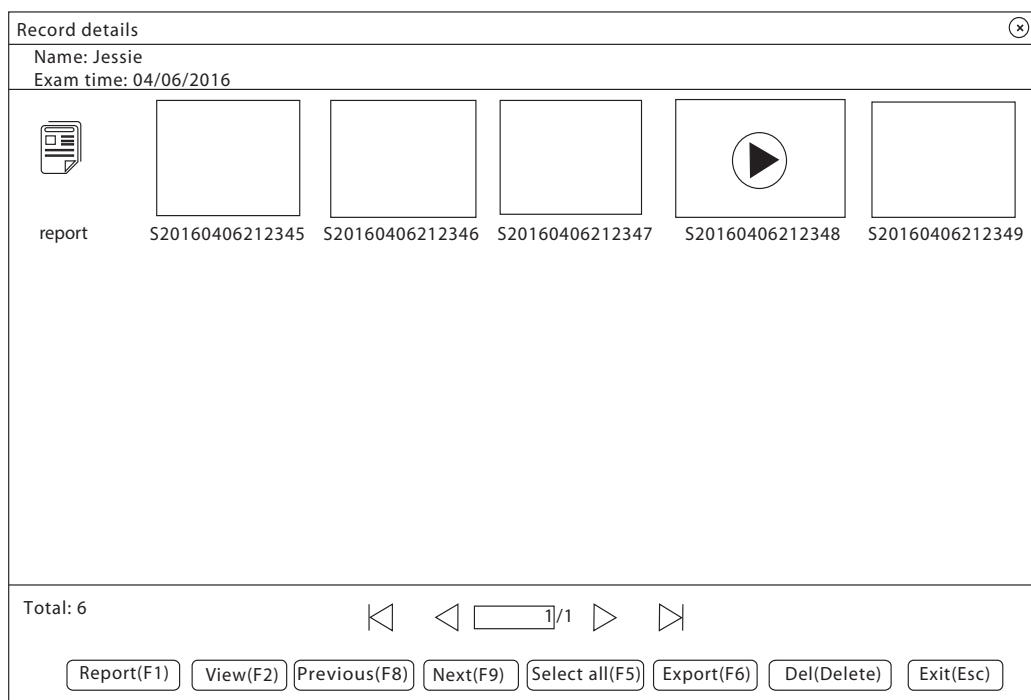 Record details
Name: Jessie
Exam time: 04/06/2016
report
S20160406212345
S20160406212346
S20160406212347
S20160406212348
S20160406212349
Total: 6
1/1
Report(F1)
View(F2)
Previous(F8)
Next(F9)
Select all(F5)
Export(F6)
Del(Delete)
Exit(Esc)